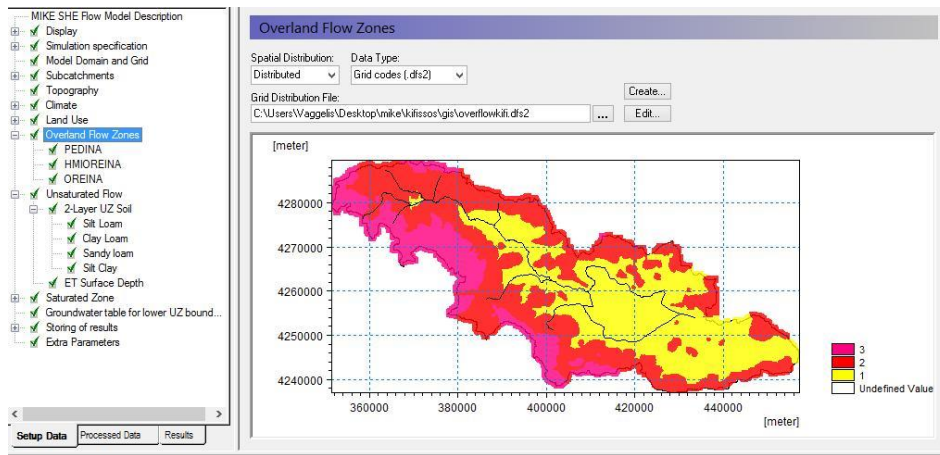 MIKE SHE Flow Model Description
Display
Simulation specification
Model Domain and Grid
Subcatchments
Topography
Climate
Land Use
Overland Flow Zones
PEDINA
HMIOREINA
OREINA
Unsaturated Flow
2-Layer UZ Soil
Silt Loam
Clay Loam
Sandy loam
Silt Clay
ET Surface Depth
Saturated Zone
Groundwater table for lower UZ bound...
Storing of results
Extra Parameters
Setup Data Processed Data Results
Overland Flow Zones
Spatial Distribution: Data Type:
Distributed Grid codes (.dfs2)
Grid Distribution File:
Create...
C:\Users\Vaggelis\Desktop\mike\kifissos\gis\overflowkifi.dfs2 ... Edit...
[meter]
4280000
4270000
4260000
4250000
4240000
360000 380000 400000 420000 440000
[meter]
3
2
1
Undefined Value